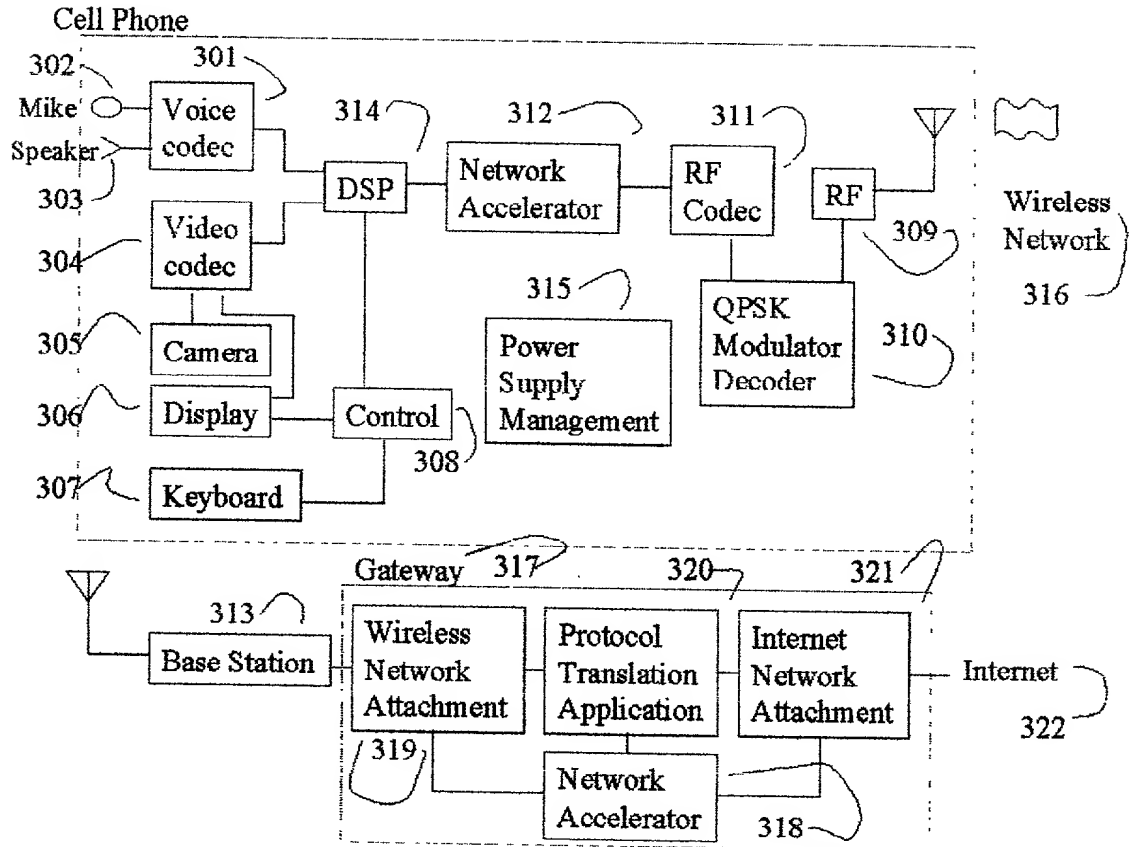 Cell Phone
302
301
Mike
Speaker
303
Voice
codec
314
312
311
DSP
Network
Accelerator
RF
Codec
RF
309
Wireless
Network
316
304
Video
codec
315
305
Camera
306
Display
Control
308
Power
Supply
Management
QPSK
Modulator
Decoder
310
307
Keyboard
Gateway
317
320
321
313
Base Station
Wireless
Network
Attachment
Protocol
Translation
Application
Internet
Network
Attachment
Internet
322
319
Network
Accelerator
318